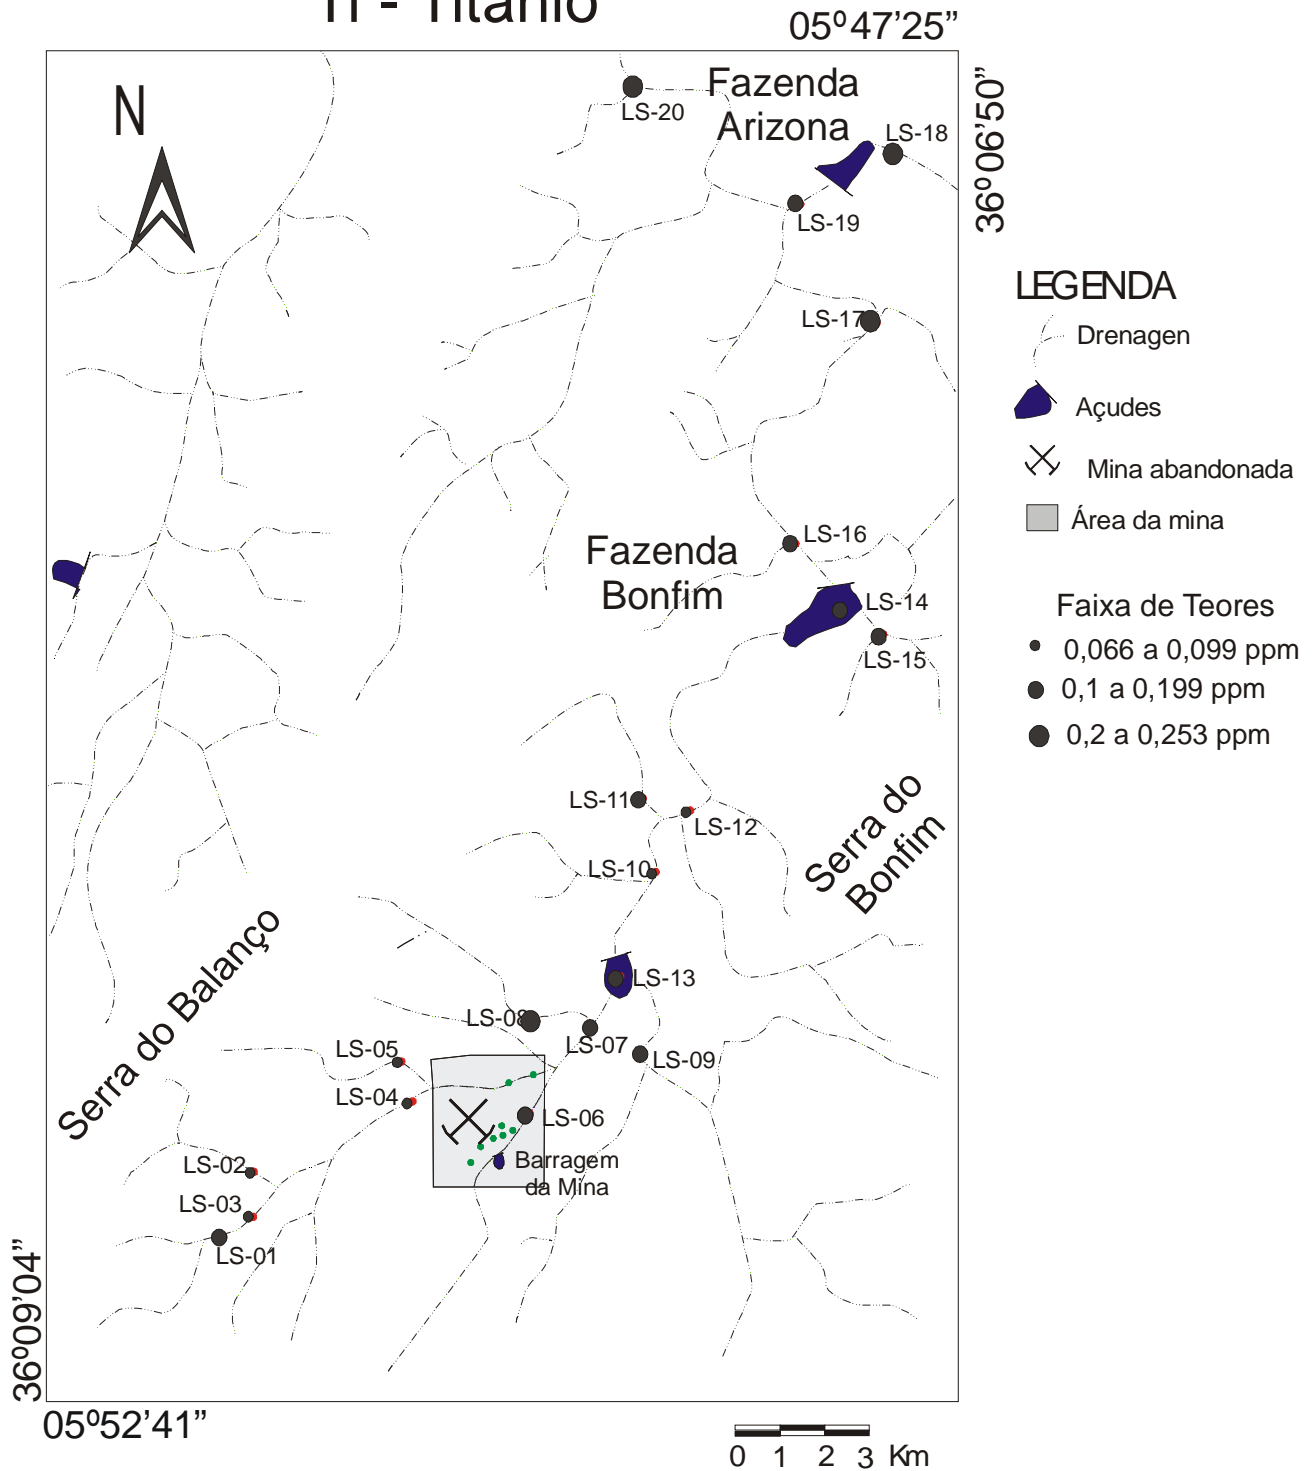 Ti - Titânio
05º47'25”
36º06'50”
N
Fazenda
Arizona
LS-20
LS-18
LS-19
LS-17
LEGENDA
Drenagen
Açudes
Mina abandonada
Área da mina
Faixa de Teores
0,066 a 0,099 ppm
0,1 a 0,199 ppm
0,2 a 0,253 ppm
LS-16
Fazenda
Bonfim
LS-14
LS-15
LS-11
LS-12
Serra do
Bonfim
LS-10
Serra do Balanço
LS-13
LS-08
LS-07
LS-09
LS-05
LS-04
LS-06
Barragem
da Mina
LS-02
LS-03
LS-01
36º09'04”
05º52'41”
0 1 2 3 Km